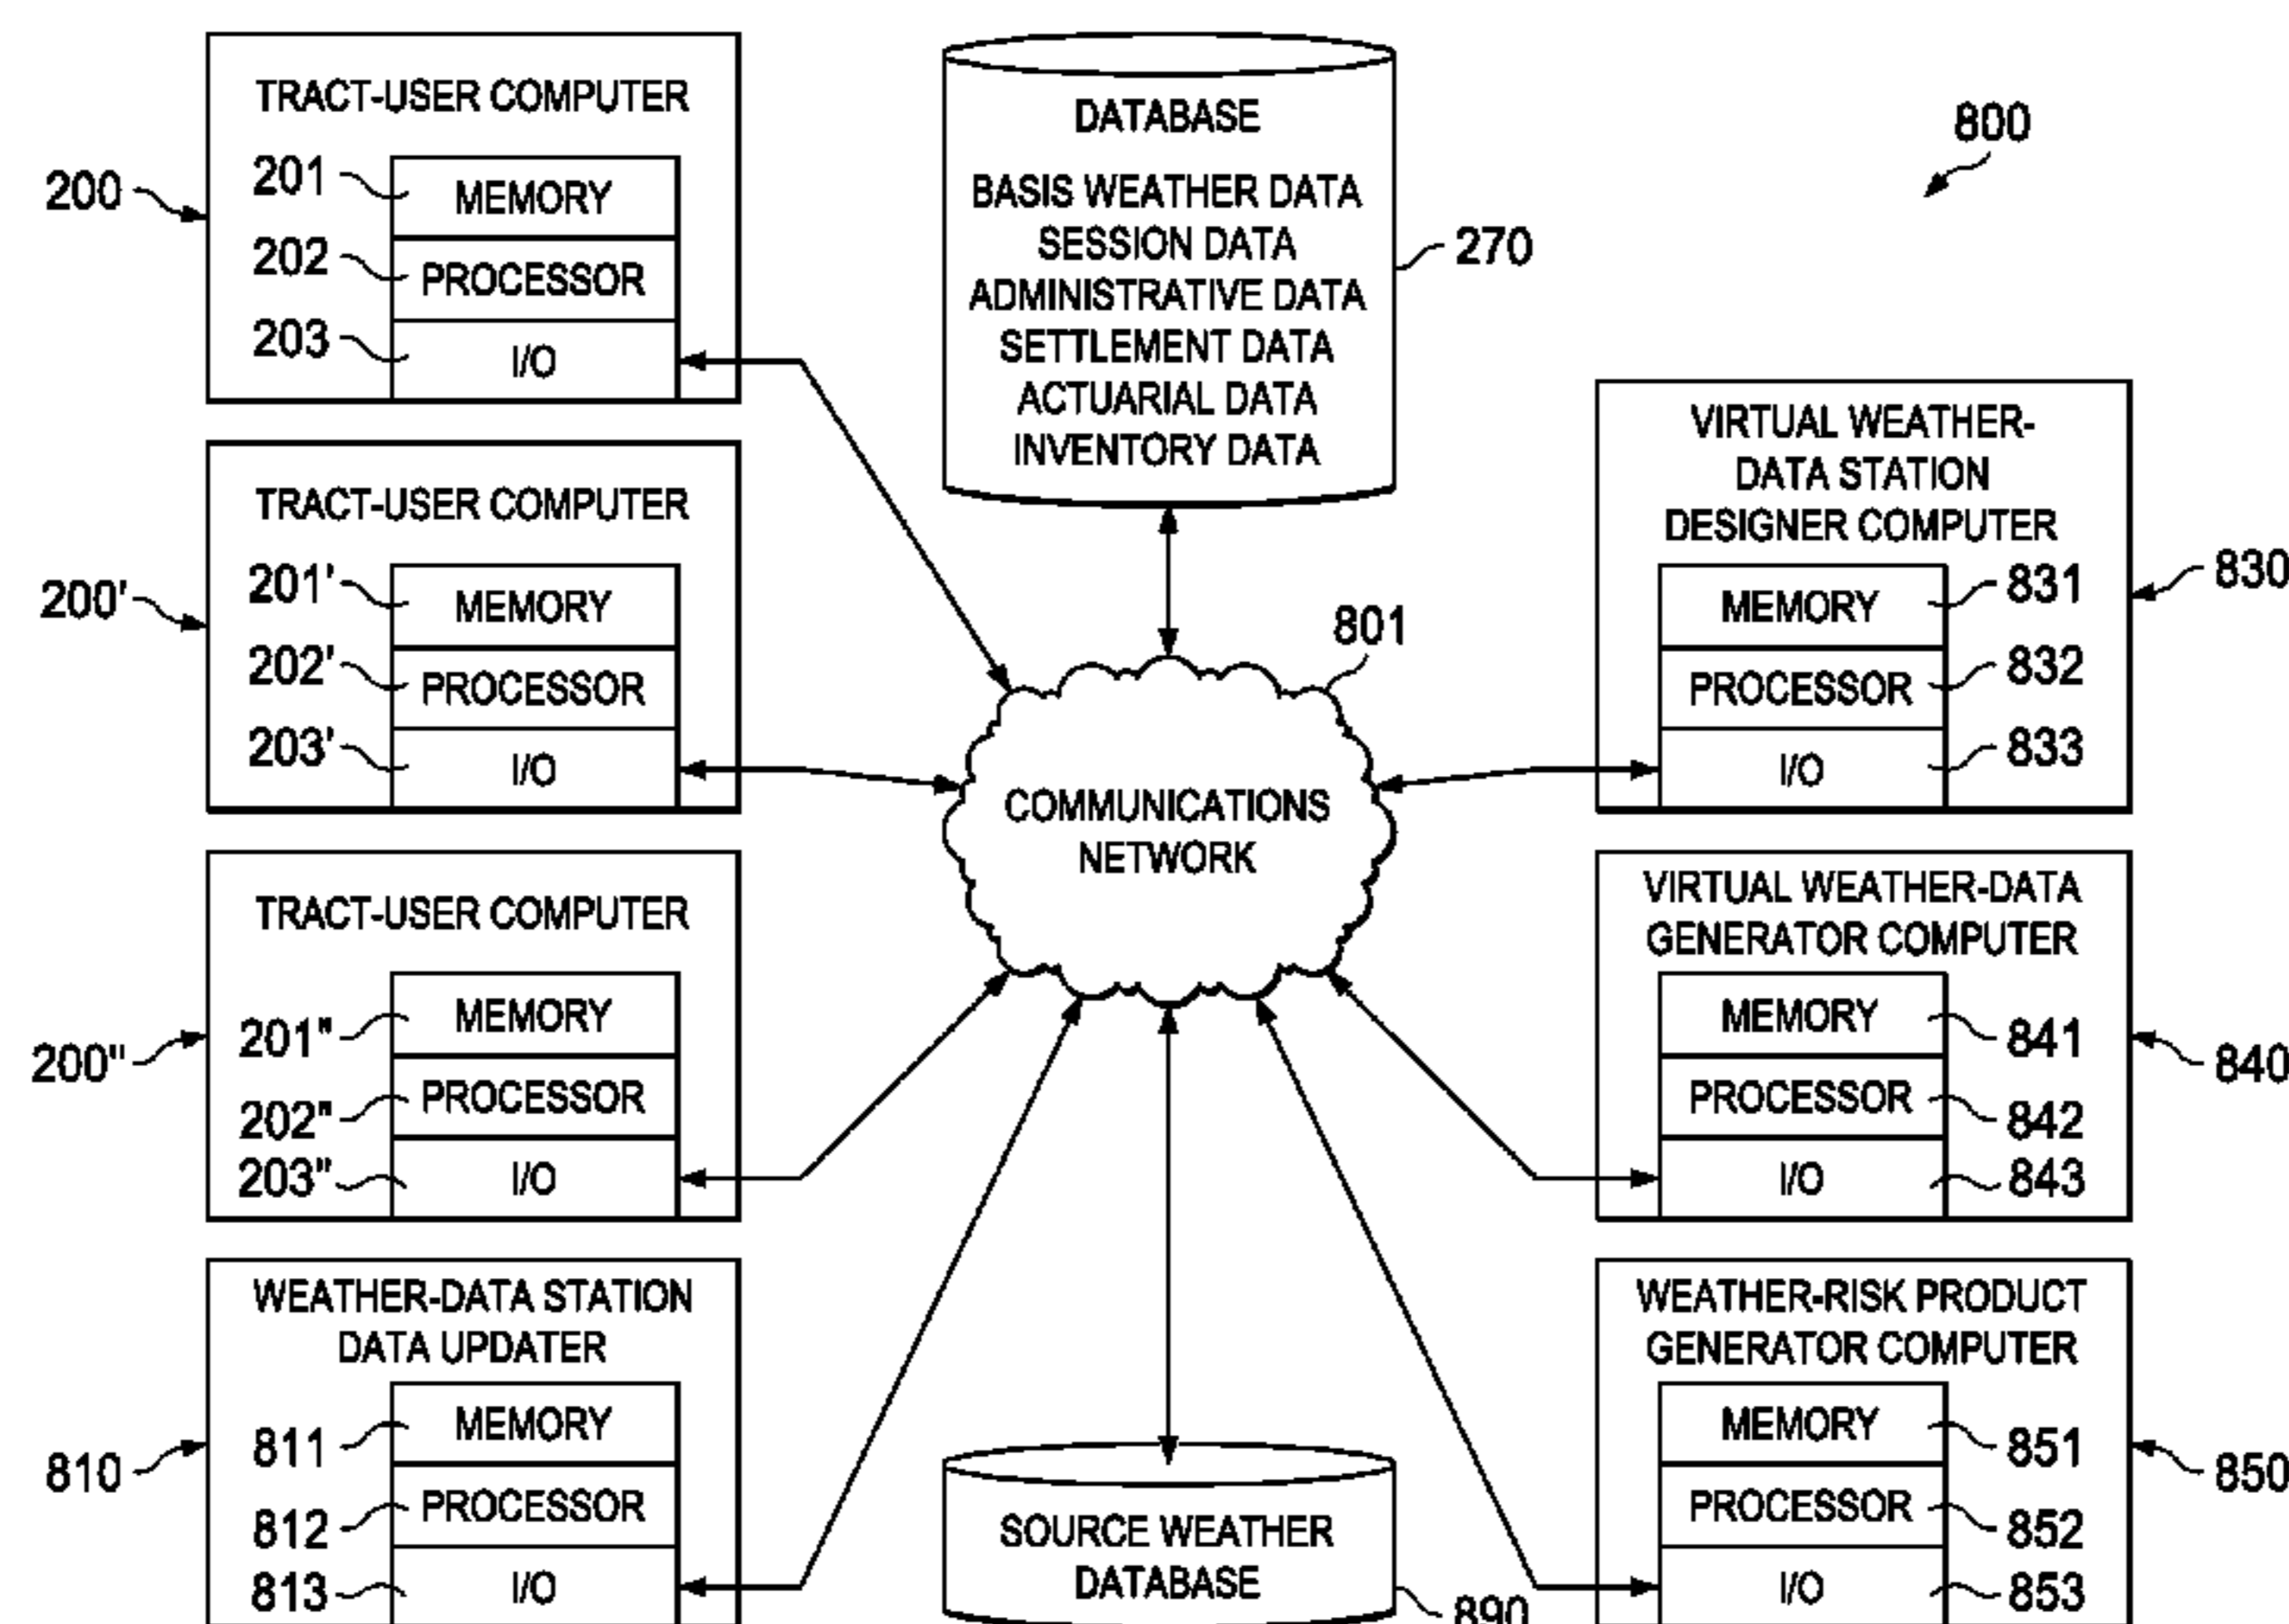 TRACT-USER COMPUTER
200
201
MEMORY
202
PROCESSOR
203
I/O
TRACT-USER COMPUTER
200'
201'
MEMORY
202'
PROCESSOR
203'
I/O
TRACT-USER COMPUTER
200"
201"
MEMORY
202"
PROCESSOR
203"
I/O
WEATHER-DATA STATION
DATA UPDATER
810
811
MEMORY
812
PROCESSOR
813
I/O
DATABASE
BASIS WEATHER DATA
SESSION DATA
ADMINISTRATIVE DATA
SETTLEMENT DATA
ACTUARIAL DATA
INVENTORY DATA
270
801
COMMUNICATIONS
NETWORK
SOURCE WEATHER
DATABASE
890
800
VIRTUAL WEATHER-
DATA STATION
DESIGNER COMPUTER
830
MEMORY
831
PROCESSOR
832
I/O
833
VIRTUAL WEATHER-DATA
GENERATOR COMPUTER
840
MEMORY
841
PROCESSOR
842
I/O
843
WEATHER-RISK PRODUCT
GENERATOR COMPUTER
850
MEMORY
851
PROCESSOR
852
I/O
853